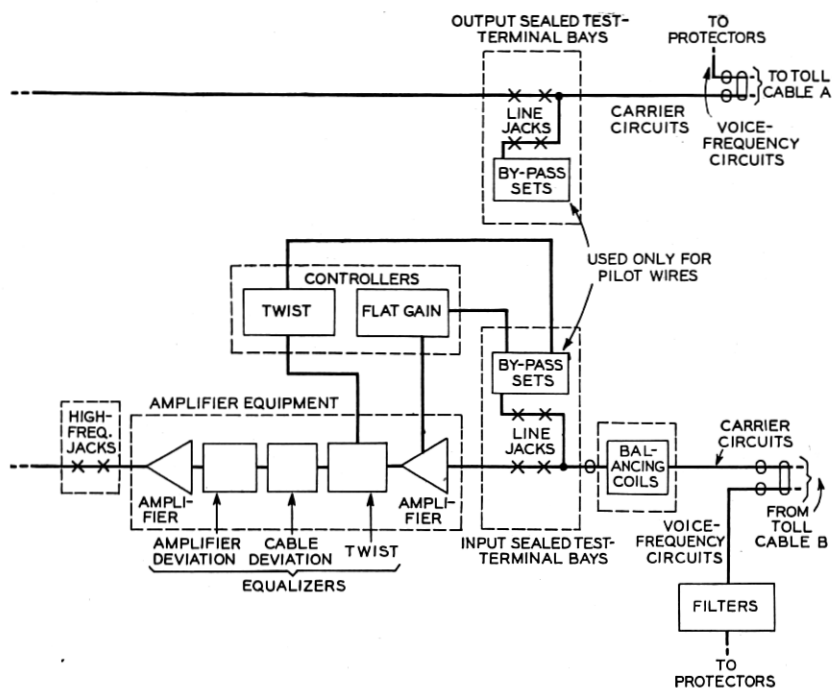 OUTPUT SEALED TEST-
TERMINAL BAYS
TO
PROTECTORS
TO TOLL
CABLE A
LINE
JACKS
CARRIER
CIRCUITS
VOICE-
FREQUENCY
CIRCUITS
BY-PASS
SETS
USED ONLY FOR
PILOT WIRES
CONTROLLERS
TWIST
FLAT GAIN
BY-PASS
SETS
HIGH-
FREQ.
JACKS
AMPLIFIER EQUIPMENT
LINE
JACKS
BAL-
ANCING
COILS
CARRIER
CIRCUITS
AMPLI-
FIER
AMPLI-
FIER
FROM
TOLL
CABLE B
AMPLIFIER
DEVIATION
CABLE
DEVIATION
TWIST
EQUALIZERS
INPUT SEALED TEST-
TERMINAL BAYS
VOICE-
FREQUENCY
CIRCUITS
FILTERS
TO
PROTECTORS